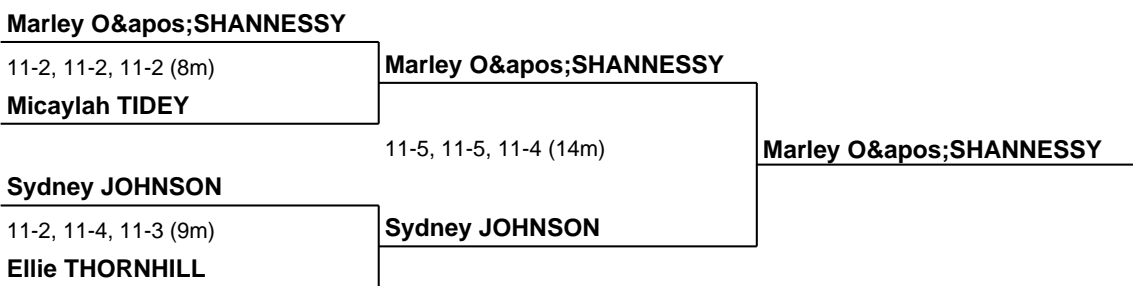 Marley O&apos;SHANNESSY
11-2, 11-2, 11-2 (8m)
Micaylah TIDEY
Marley O&apos;SHANNESSY
11-5, 11-5, 11-4 (14m)
Marley O&apos;SHANNESSY
Sydney JOHNSON
11-2, 11-4, 11-3 (9m)
Ellie THORNHILL
Sydney JOHNSON